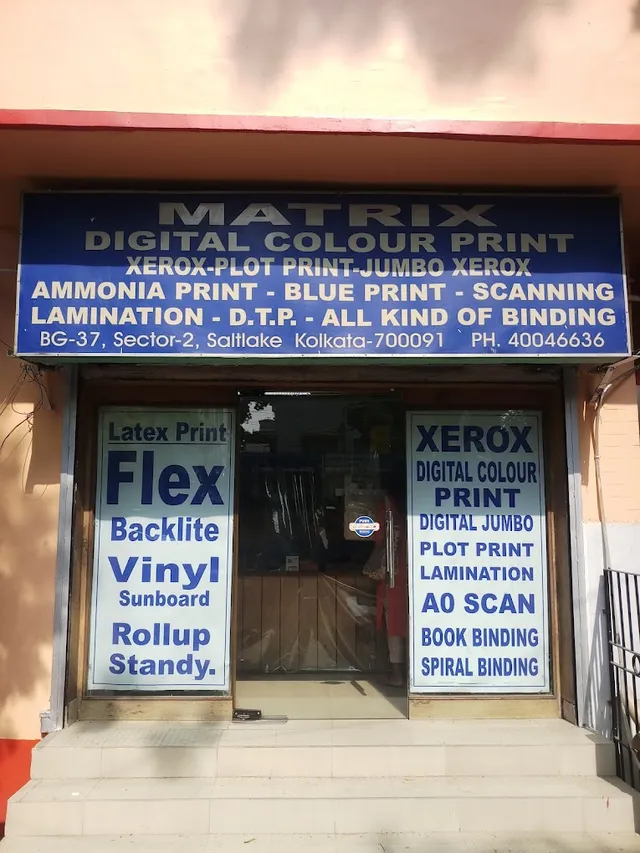 MATRIX
DIGITAL COLOUR PRINT
XEROX-PLOT PRINT-JUMBO XEROX
AMMONIA PRINT - BLUE PRINT - SCANNING
LAMINATION - D.T.P. - ALL KIND OF BINDING
BG-37, Sector-2, Saltlake Kolkata-700091 PH. 40046636
Latex Print
Flex
Backlite
Vinyl
Sunboard
Rollup
Standy.
XEROX
DIGITAL COLOUR
PRINT
DIGITAL JUMBO
PLOT PRINT
LAMINATION
A0 SCAN
BOOK BINDING
SPIRAL BINDING